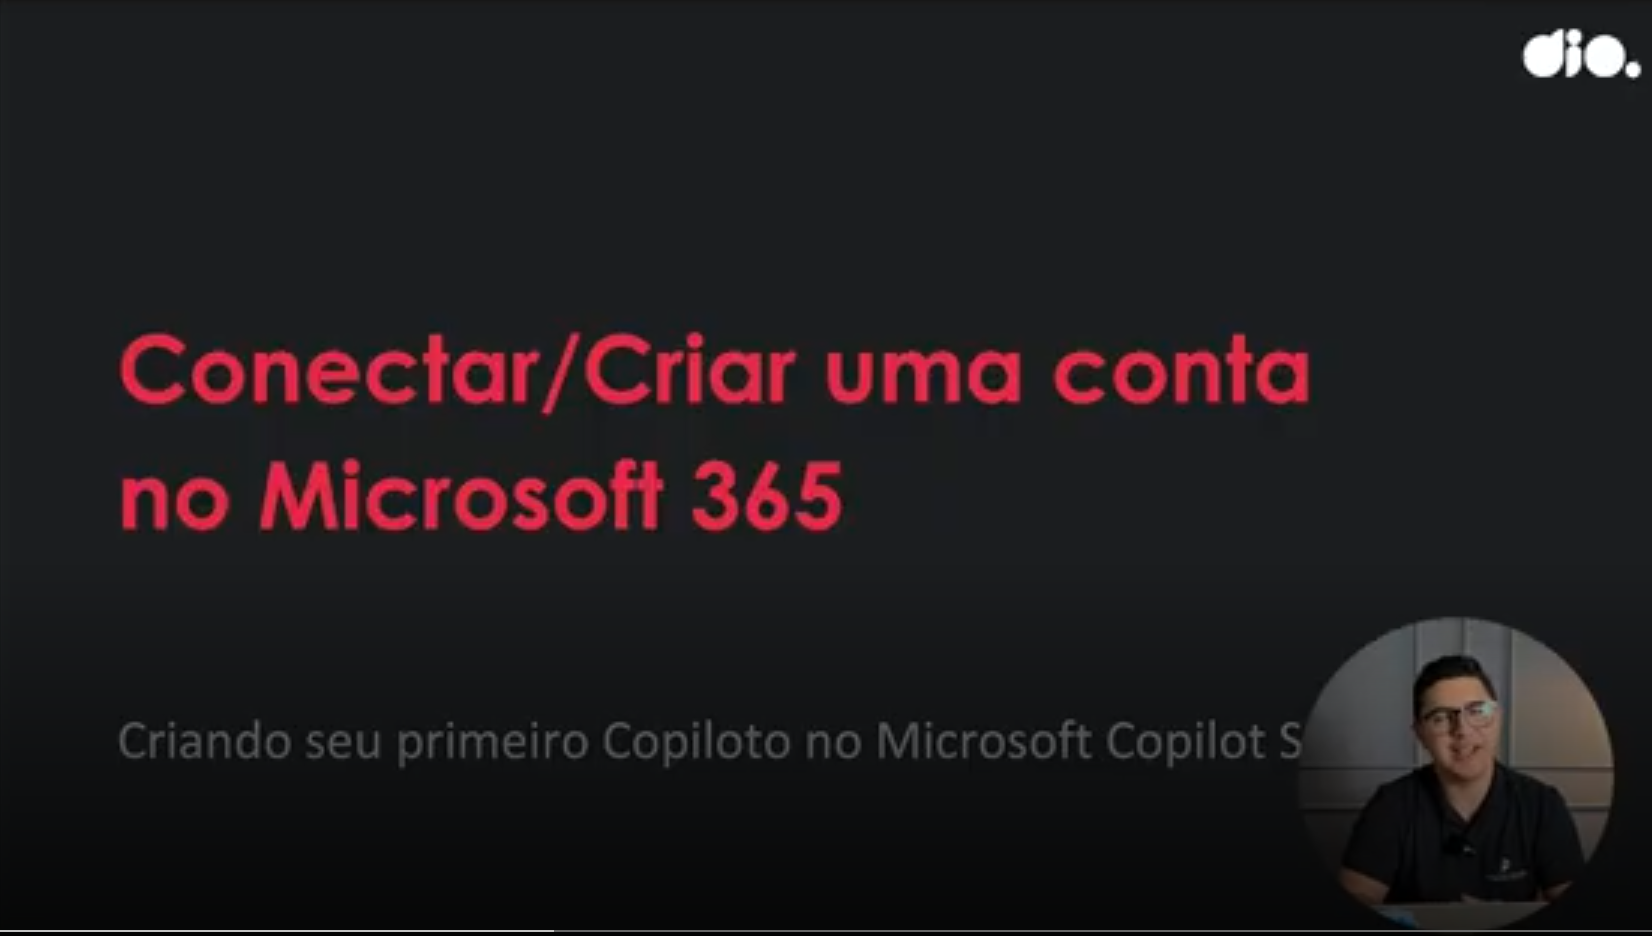 dio.
Conectar/Criar uma conta
no Microsoft 365
Criando seu primeiro Copiloto no Microsoft Copilot S